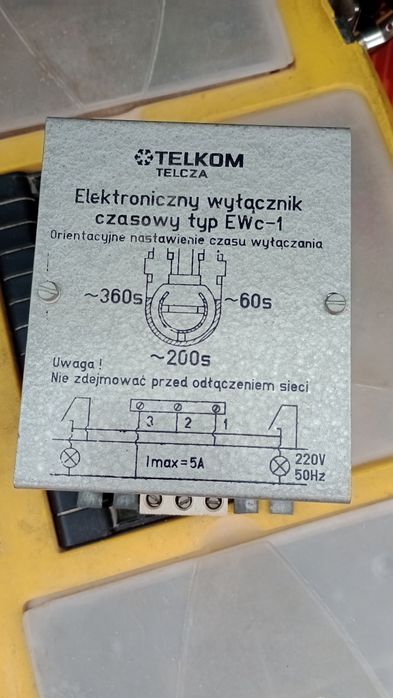 TELKOM
TELCZA
Elektroniczny wyłącznik
czasowy typ EWc-1
Orientacyjne nastawienie czasu wyłączania
~360s ~60s
~200s
Uwaga!
Nie zdejmować przed odłączeniem sieci
3 2 1
Imax=5A
220V
50Hz